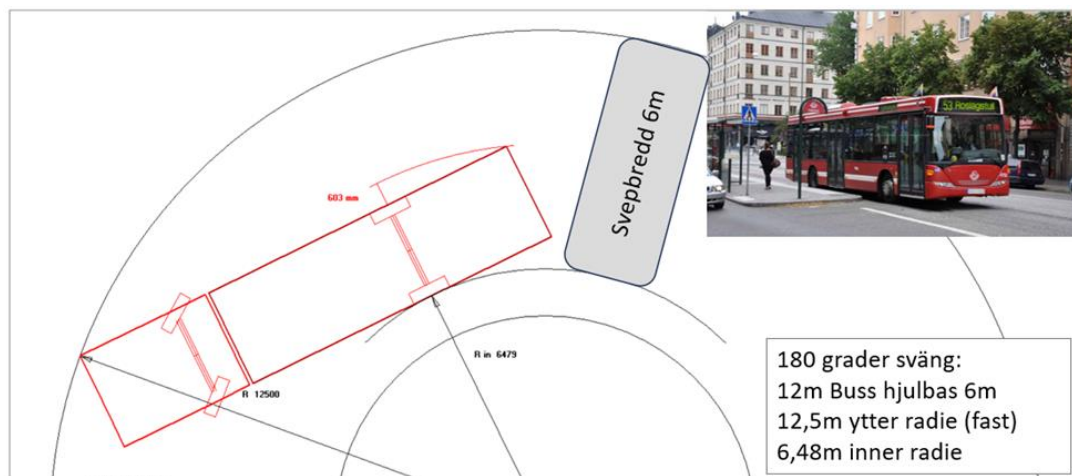 Svepbredd 6m
53 Roslagstull
603 mm
R in 6479
R 12500
180 grader sväng:
12m Buss hjulbas 6m
12,5m ytter radie (fast)
6,48m inner radie